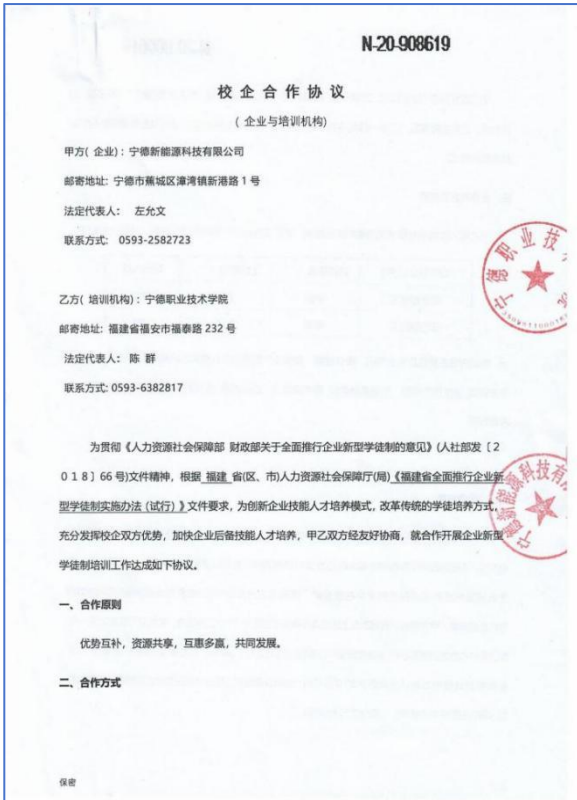 N-20-908619
校企合作协议
(企业与培训机构)
甲方(企业)：宁德新能源科技有限公司
邮寄地址：宁德市蕉城区漳湾镇新港路1号
法定代表人： 左允文
联系方式： 0593-2582723
乙方(培训机构)：宁德职业技术学院
邮寄地址: 福建省福安市福泰路232号
法定代表人：陈 群
联系方式: 0593-6382817
为贯彻《人力资源社会保障部 财政部关于全面推行企业新型学徒制的意见》(人社部发〔2
018〕66号)文件精神，根据 福建 省(区、市)人力资源社会保障厅(局)《福建省全面推行企业新
型学徒制实施办法（试行）》文件要求，为创新企业技能人才培养模式，改革传统的学徒培养方式，
充分发挥校企双方优势，加快企业后备技能人才培养，甲乙双方经友好协商，就合作开展企业新型
学徒制培训工作达成如下协议。
一、合作原则
优势互补，资源共享，互惠多赢，共同发展。
二、合作方式
保密
宁德职业技
宁德新能源科技有限